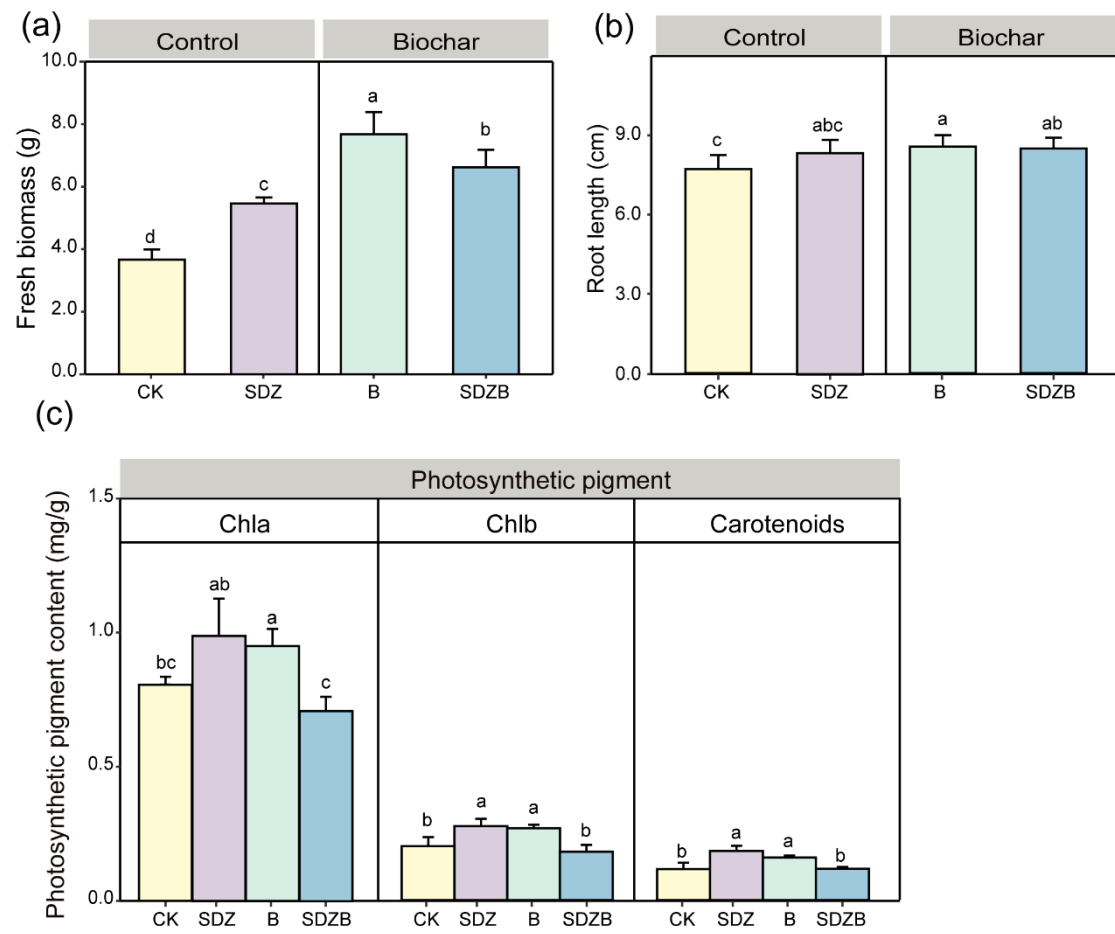 (a)
Control Biochar
Fresh biomass (g)
10.0
8.0
6.0
4.0
2.0
0.0
d c a b
CK SDZ B SDZB
(b)
Control Biochar
Root length (cm)
9.0
6.0
3.0
0.0
c abc a ab
CK SDZ B SDZB
(c)
Photosynthetic pigment
Chla Chlb Carotenoids
Photosynthetic pigment content (mg/g)
1.5
1.0
0.5
0.0
bc ab a c b a a b b a a b
CK SDZ B SDZB CK SDZ B SDZB CK SDZ B SDZB